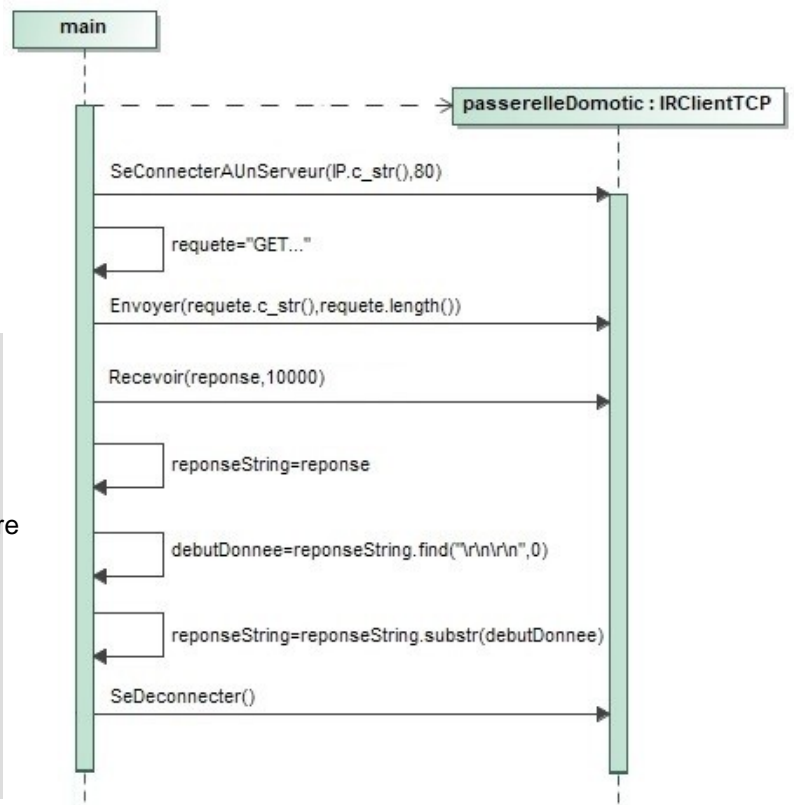 main
passerelleDomotic : IRClientTCP
SeConnecterAUnServeur(IP.c_str(),80)
requete="GET..."
Envoyer(requete.c_str(),requete.length())
Recevoir(reponse,10000)
reponseString=reponse
re
debutDonnee=reponseString.find("\r\n\r\n",0)
reponseString=reponseString.substr(debutDonnee)
SeDeconnecter()